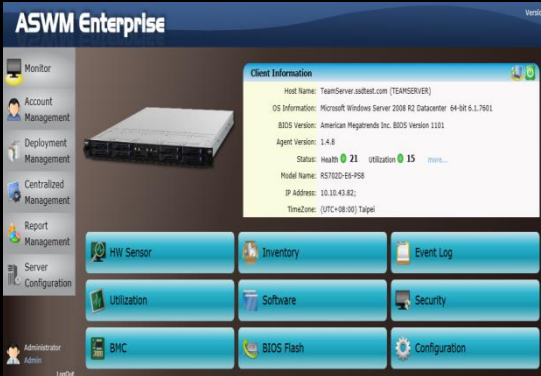 ASWM Enterprise
Monitor
Account
Management
Deployment
Management
Centralized
Management
Report
Management
Server
Configuration
Administrator
Admin
LogOut
Client Information
Host Name: TeamServer.asdtest.com (TEAMSERVER)
OS Information: Microsoft Windows Server 2008 R2 Datacenter 64-bit 6.1.7601
BIOS Version: American Megatrends Inc. BIOS Version 1101
Agent Version: 1.4.8
Status: Health 21 Utilization 15 more...
Model Name: RS702D-E6-PS8
IP Address: 10.10.43.82;
TimeZone: (UTC+08:00) Taipei
HW Sensor
Inventory
Event Log
Utilization
Software
Security
BMC
BIOS Flash
Configuration